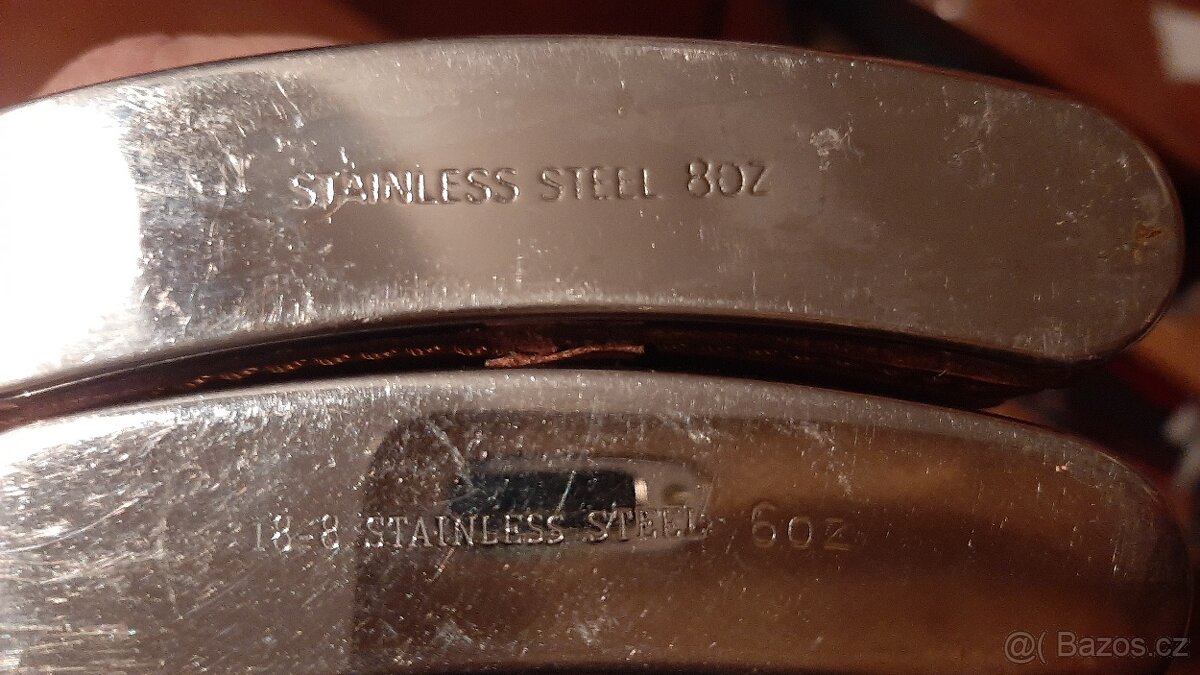 STAINLESS STEEL 8OZ
18-8 STAINLESS STEEL 6oz
@( Bazos.cz